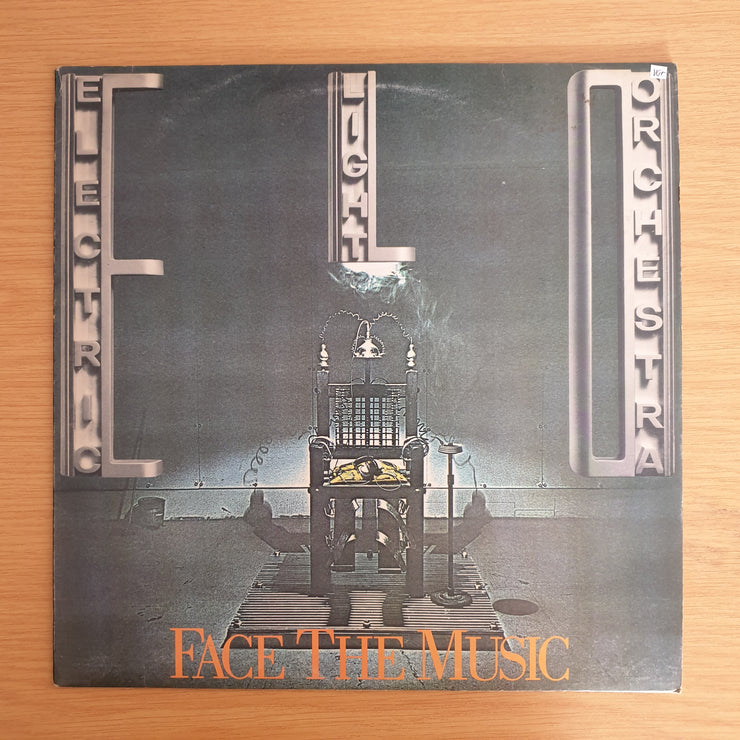 ELECTRIC
LIGHT
ORCHESTRA
E L O
FACE THE MUSIC